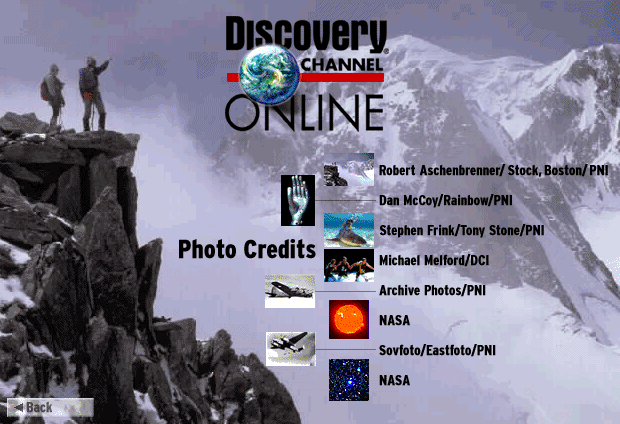 Discovery
CHANNEL
ONLINE
Robert Aschenbrenner/ Stock, Boston/ PNI
Dan McCoy/Rainbow/PNI
Stephen Frink/Tony Stone/PNI
Photo Credits
Michael Melford/DCI
Archive Photos/PNI
NASA
Sovfoto/Eastfoto/PNI
NASA
Back